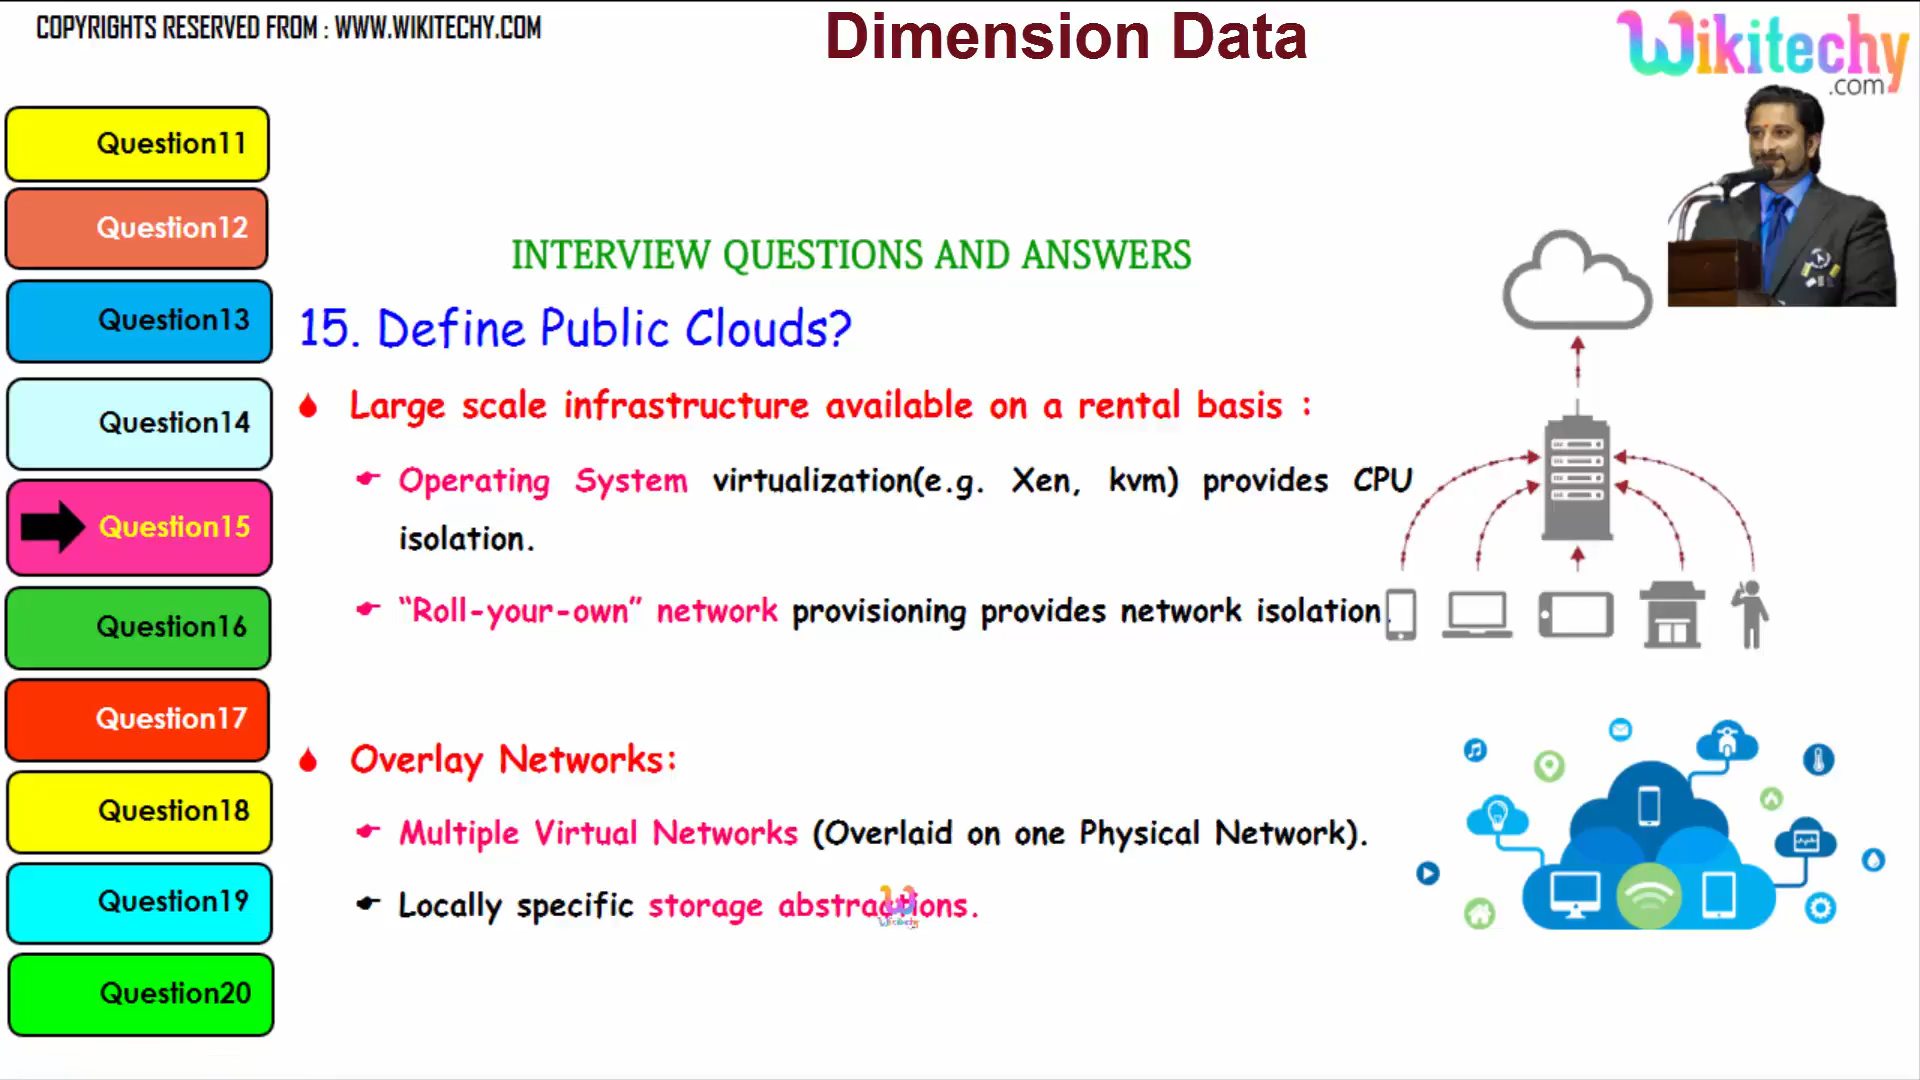 COPYRIGHTS RESERVED FROM : WWW.WIKITECHY.COM
Dimension Data
Wikitechy
.com
Question11
Question12
Question13
Question14
Question15
Question16
Question17
Question18
Question19
Question20
INTERVIEW QUESTIONS AND ANSWERS
15. Define Public Clouds?
Large scale infrastructure available on a rental basis :
Operating System virtualization(e.g. Xen, kvm) provides CPU
isolation.
“Roll-your-own” network provisioning provides network isolation.
Overlay Networks:
Multiple Virtual Networks (Overlaid on one Physical Network).
Locally specific storage abstractions.
Wikitechy